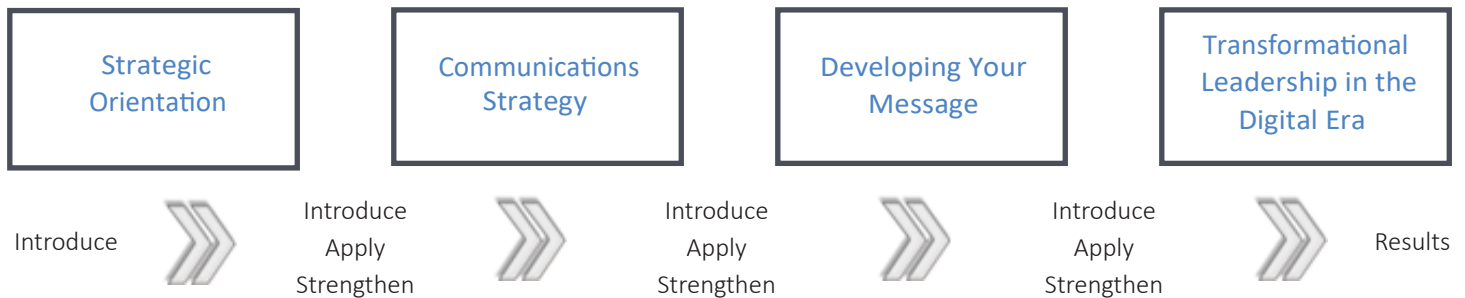 Strategic
Orientation
Communications
Strategy
Developing Your
Message
Transformational
Leadership in the
Digital Era
Introduce
Introduce
Apply
Strengthen
Introduce
Apply
Strengthen
Introduce
Apply
Strengthen
Results